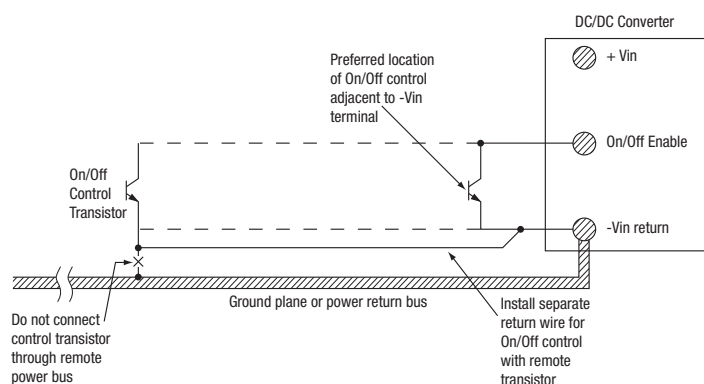 DC/DC Converter
+ Vin
Preferred location
of On/Off control
adjacent to -Vin
terminal
On/Off Enable
On/Off
Control
Transistor
-Vin return
Ground plane or power return bus
Do not connect
control transistor
through remote
power bus
Install separate
return wire for
On/Off control
with remote
transistor